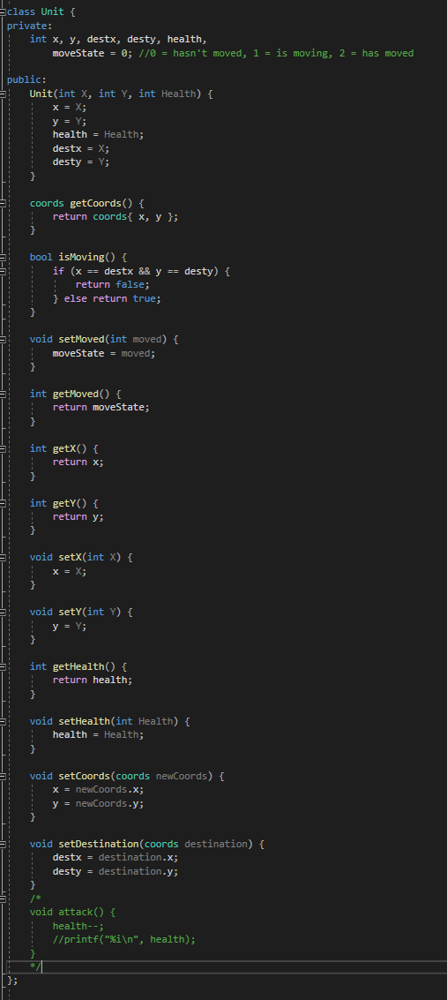 class Unit {
private:
    int x, y, destx, desty, health,
        moveState = 0; //0 = hasn't moved, 1 = is moving, 2 = has moved

public:
    Unit(int X, int Y, int Health) {
        x = X;
        y = Y;
        health = Health;
        destx = X;
        desty = Y;
    }

    coords getCoords() {
        return coords{ x, y };
    }

    bool isMoving() {
        if (x == destx && y == desty) {
            return false;
        } else return true;
    }

    void setMoved(int moved) {
        moveState = moved;
    }

    int getMoved() {
        return moveState;
    }

    int getX() {
        return x;
    }

    int getY() {
        return y;
    }

    void setX(int X) {
        x = X;
    }

    void setY(int Y) {
        y = Y;
    }

    int getHealth() {
        return health;
    }

    void setHealth(int Health) {
        health = Health;
    }

    void setCoords(coords newCoords) {
        x = newCoords.x;
        y = newCoords.y;
    }

    void setDestination(coords destination) {
        destx = destination.x;
        desty = destination.y;
    }
    /*
    void attack() {
        health--;
        //printf("%i\n", health);
    }
    */
};